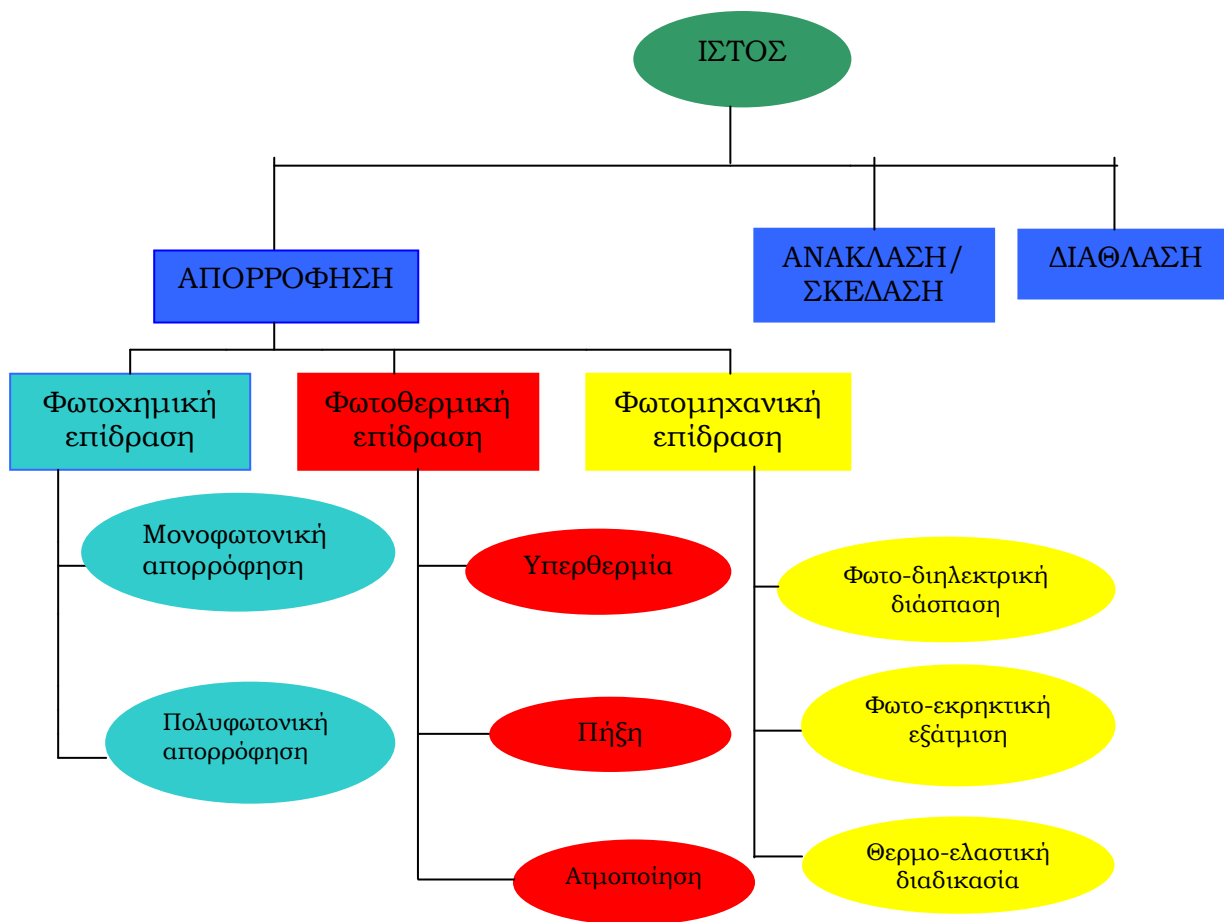 ΙΣΤΟΣ
ΑΠΟΡΡΟΦΗΣΗ
ΑΝΑΚΛΑΣΗ/
ΣΚΕΔΑΣΗ
ΔΙΑΘΛΑΣΗ
Φωτοχημική
επίδραση
Φωτοθερμική
επίδραση
Φωτομηχανική
επίδραση
Μονοφωτονική
απορρόφηση
Πολυφωτονική
απορρόφηση
Υπερθερμία
Πήξη
Ατμοποίηση
Φωτο-διηλεκτρική
διάσπαση
Φωτο-εκρηκτική
εξάτμιση
Θερμο-ελαστική
διαδικασία